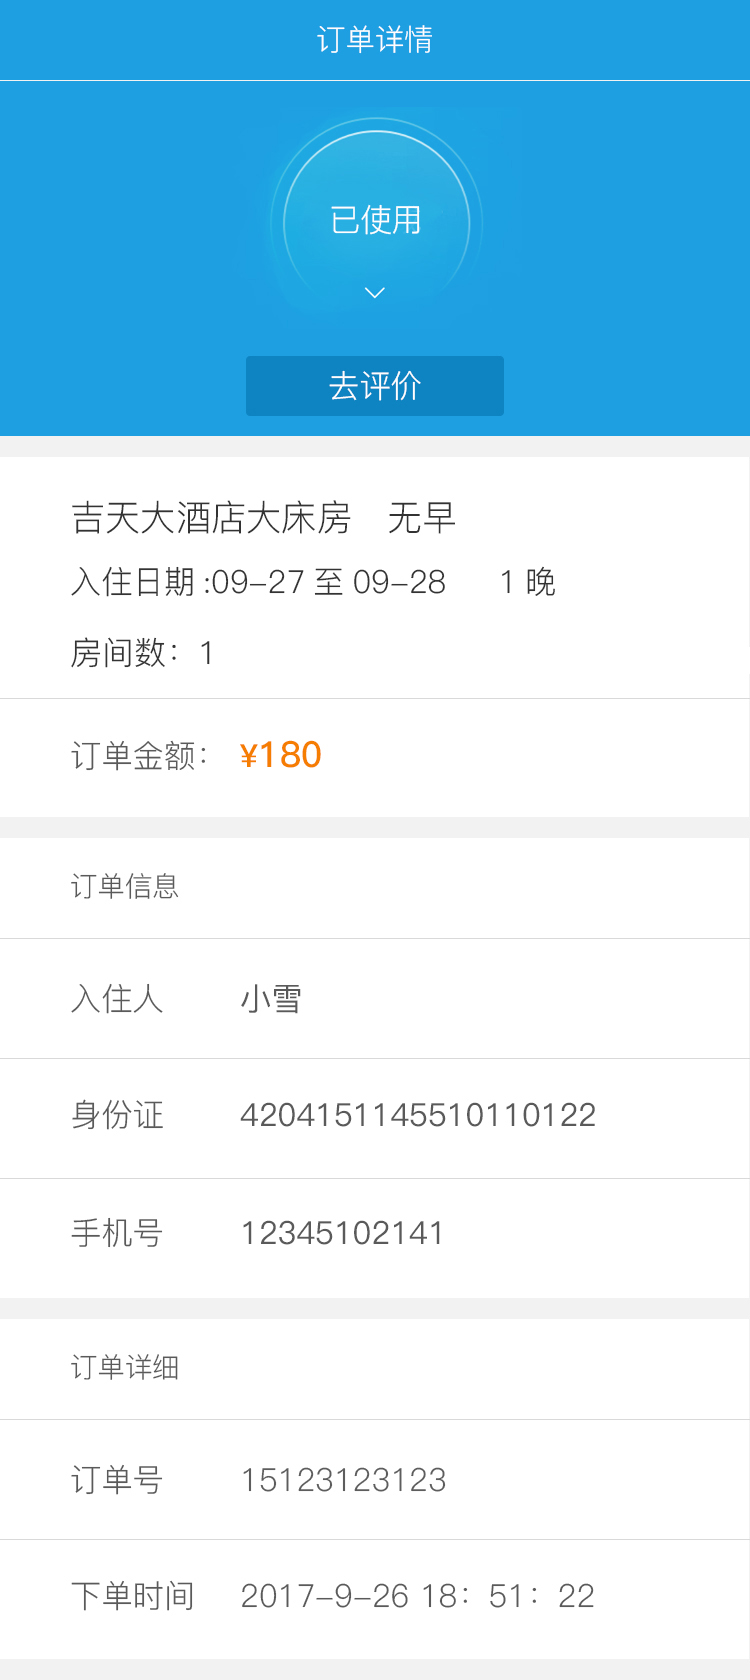 订单详情
已使用
去评价
吉天大酒店大床房 无早
入住日期:09-27 至 09-28 1 晚
房间数：1
订单金额： ¥180
订单信息
入住人 小雪
身份证 4204151145510110122
手机号 12345102141
订单详细
订单号 15123123123
下单时间 2017-9-26 18：51：22